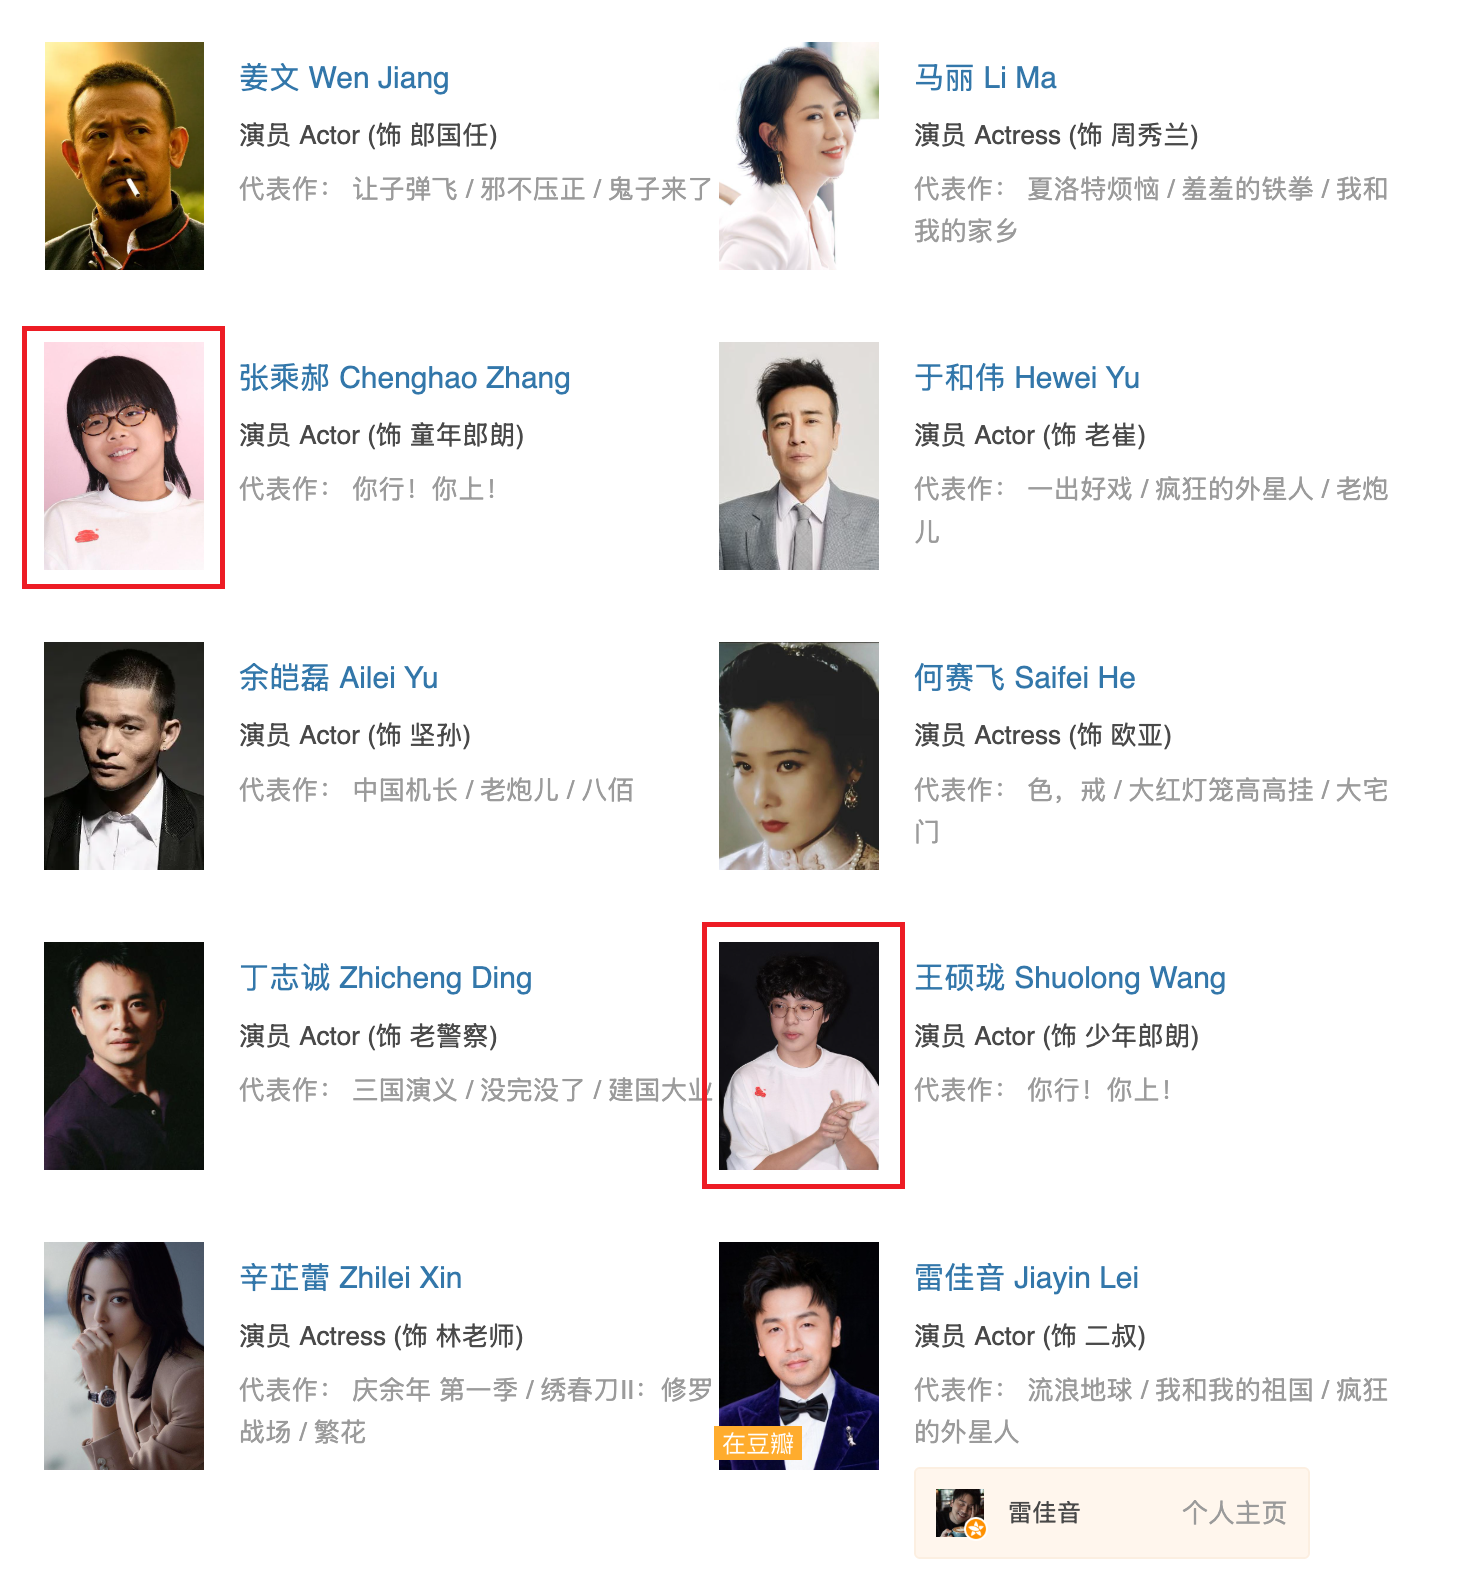 姜文 Wen Jiang
演员 Actor (饰 郎国任)
代表作： 让子弹飞 / 邪不压正 / 鬼子来了
马丽 Li Ma
演员 Actress (饰 周秀兰)
代表作： 夏洛特烦恼 / 羞羞的铁拳 / 我和
我的家乡
张乘郝 Chenghao Zhang
演员 Actor (饰 童年郎朗)
代表作： 你行！你上！
于和伟 Hewei Yu
演员 Actor (饰 老崔)
代表作： 一出好戏 / 疯狂的外星人 / 老炮
儿
余皑磊 Ailei Yu
演员 Actor (饰 坚孙)
代表作： 中国机长 / 老炮儿 / 八佰
何赛飞 Saifei He
演员 Actress (饰 欧亚)
代表作： 色，戒 / 大红灯笼高高挂 / 大宅
门
丁志诚 Zhicheng Ding
演员 Actor (饰 老警察)
代表作： 三国演义 / 没完没了 / 建国大业
王硕珑 Shuolong Wang
演员 Actor (饰 少年郎朗)
代表作： 你行！你上！
辛芷蕾 Zhilei Xin
演员 Actress (饰 林老师)
代表作： 庆余年 第一季 / 绣春刀II：修罗
战场 / 繁花
雷佳音 Jiayin Lei
演员 Actor (饰 二叔)
代表作： 流浪地球 / 我和我的祖国 / 疯狂
的外星人
在豆瓣
雷佳音 个人主页